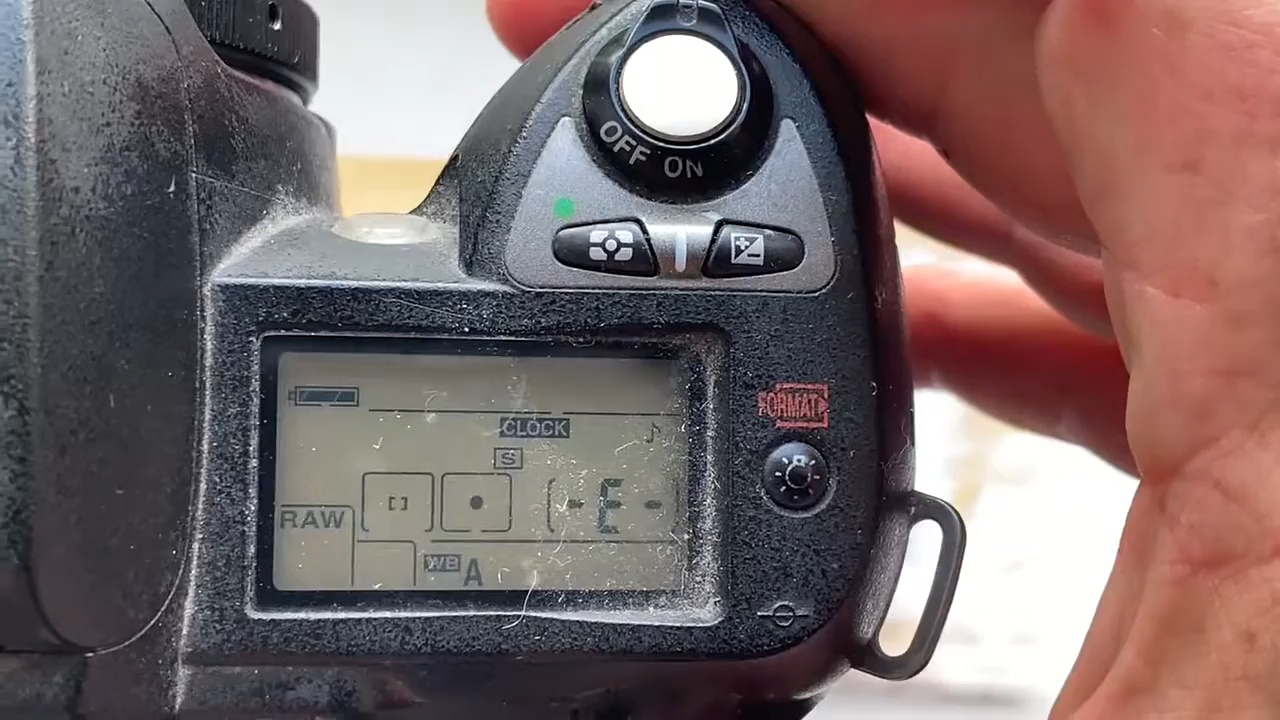 OFF ON
FORMAT
CLOCK
S
[-E-]
RAW
WB A